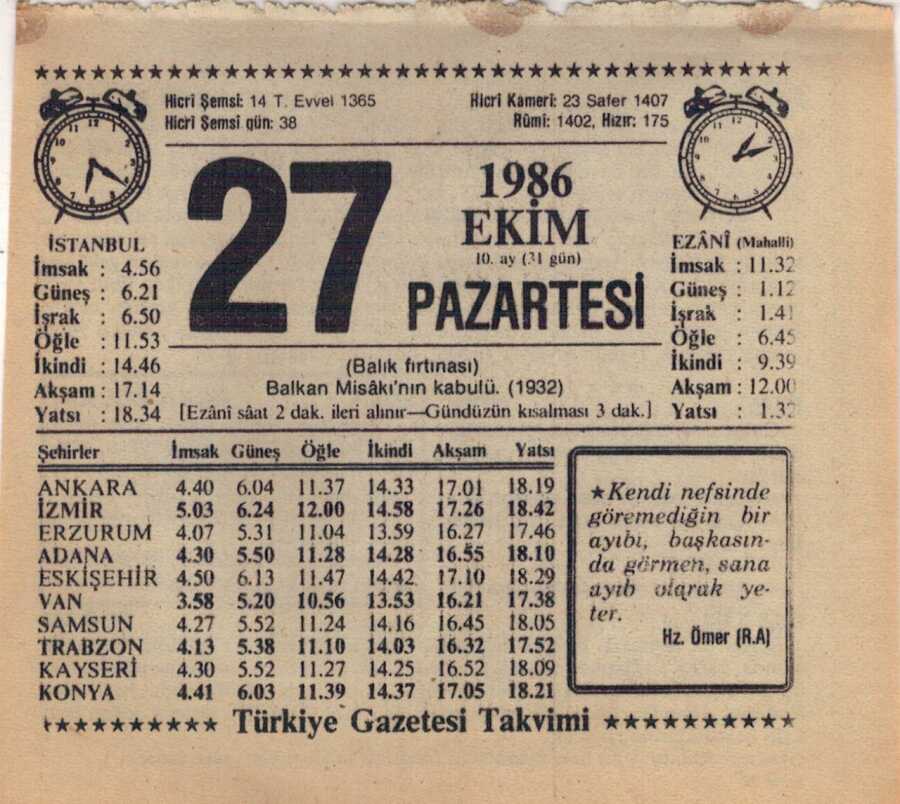 Hicrî Şemsî: 14 T. Evvel 1365
Hicrî Kamerî: 23 Safer 1407
Hicrî Şemsî gün: 38
Rûmî: 1402, Hızır: 175
27
1986
EKİM
10. ay (31 gün)
PAZARTESİ
İSTANBUL
İmsak : 4.56
Güneş : 6.21
İşrak : 6.50
Öğle : 11.53
İkindi : 14.46
Akşam : 17.14
Yatsı : 18.34
EZÂNÎ (Mahallî)
İmsak : 11.32
Güneş : 1.12
İşrak : 1.41
Öğle : 6.45
İkindi : 9.39
Akşam : 12.00
Yatsı : 1.32
(Balık fırtınası)
Balkan Misâkı'nın kabulü. (1932)
[Ezânî sâat 2 dak. ileri alınır—Gündüzün kısalması 3 dak.]
Şehirler İmsak Güneş Öğle İkindi Akşam Yatsı
ANKARA 4.40 6.04 11.37 14.33 17.01 18.19
İZMİR 5.03 6.24 12.00 14.58 17.26 18.42
ERZURUM 4.07 5.31 11.04 13.59 16.27 17.46
ADANA 4.30 5.50 11.28 14.28 16.55 18.10
ESKİŞEHİR 4.50 6.13 11.47 14.42 17.10 18.29
VAN 3.58 5.20 10.56 13.53 16.21 17.38
SAMSUN 4.27 5.52 11.24 14.16 16.45 18.05
TRABZON 4.13 5.38 11.10 14.03 16.32 17.52
KAYSERİ 4.30 5.52 11.27 14.25 16.52 18.09
KONYA 4.41 6.03 11.39 14.37 17.05 18.21
★Kendi nefsinde
göremediğin bir
ayıbı, başkasın-
da görmen, sana
ayıb olarak ye-
ter.
Hz. Ömer (R.A)
Türkiye Gazetesi Takvimi